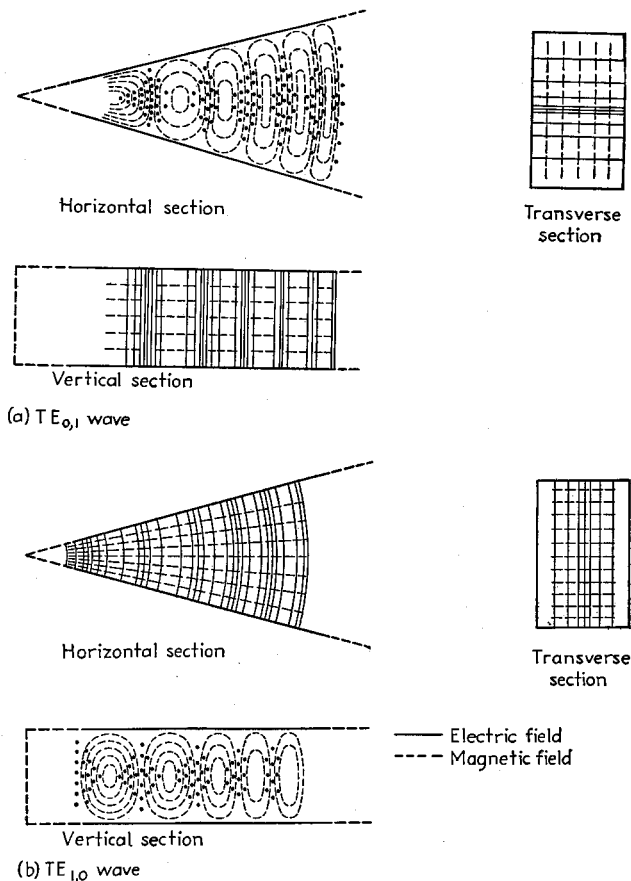 Horizontal section
Transverse
section
Vertical section
(a) TE0,1 wave
Horizontal section
Transverse
section
Electric field
Magnetic field
Vertical section
(b) TE1,0 wave